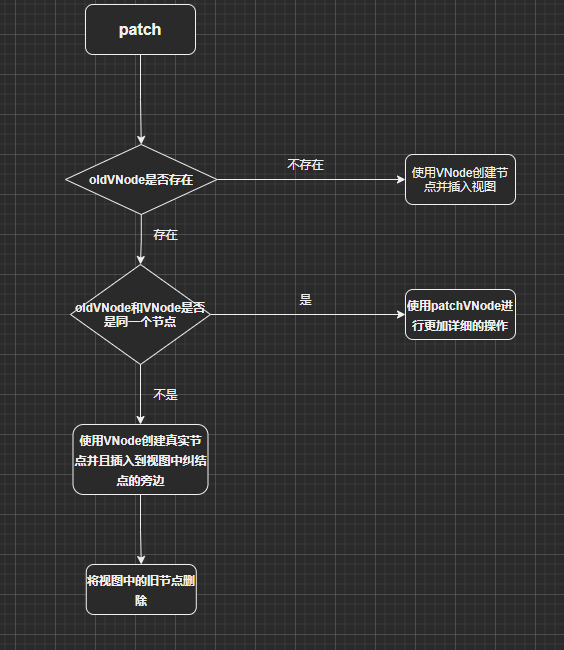 patch
oldVNode是否存在
不存在
使用VNode创建节
点并插入视图
存在
oldVNode和VNode是否
是同一个节点
是
使用patchVNode进
行更加详细的操作
不是
使用VNode创建真实节
点并且插入到视图中纠结
点的旁边
将视图中的旧节点删
除